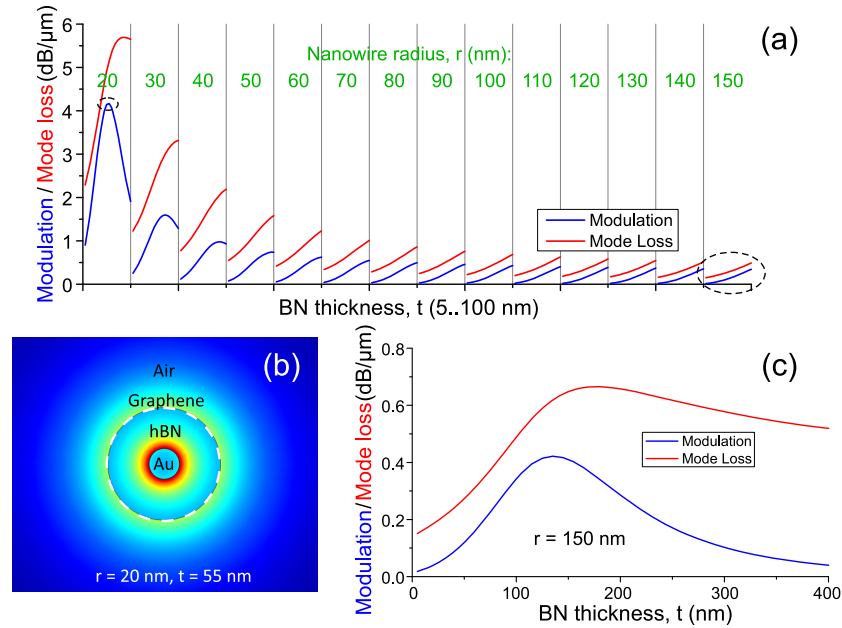 (a)
Nanowire radius, r (nm):
20 30 40 50 60 70 80 90 100 110 120 130 140 150
Modulation / Mode loss (dB/μm)
6
5
4
3
2
1
0
Modulation
Mode Loss
BN thickness, t (5..100 nm)
(b)
Air
Graphene
hBN
Au
r = 20 nm, t = 55 nm
(c)
Modulation/Mode loss (dB/μm)
0.8
0.6
0.4
0.2
0.0
Modulation
Mode Loss
r = 150 nm
0 100 200 300 400
BN thickness, t (nm)